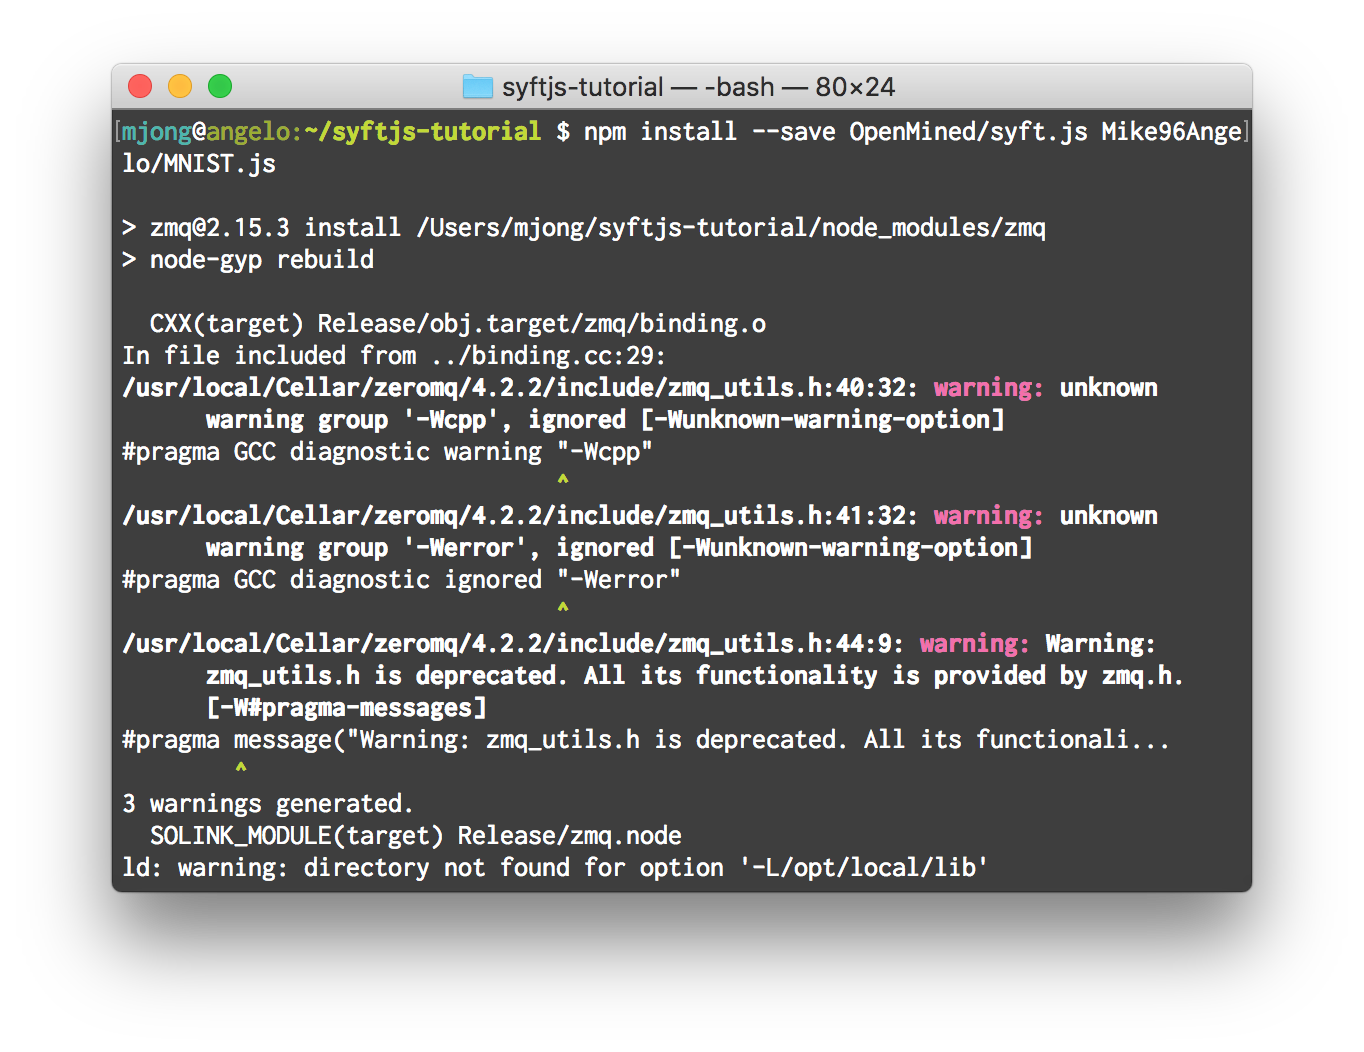 syftjs-tutorial — -bash — 80×24
[mjong@angelo:~/syftjs-tutorial $ npm install --save OpenMined/syft.js Mike96Ange]
lo/MNIST.js
> zmq@2.15.3 install /Users/mjong/syftjs-tutorial/node_modules/zmq
> node-gyp rebuild
  CXX(target) Release/obj.target/zmq/binding.o
In file included from ../binding.cc:29:
/usr/local/Cellar/zeromq/4.2.2/include/zmq_utils.h:40:32: warning: unknown
      warning group '-Wcpp', ignored [-Wunknown-warning-option]
#pragma GCC diagnostic warning "-Wcpp"
                               ^
/usr/local/Cellar/zeromq/4.2.2/include/zmq_utils.h:41:32: warning: unknown
      warning group '-Werror', ignored [-Wunknown-warning-option]
#pragma GCC diagnostic ignored "-Werror"
                               ^
/usr/local/Cellar/zeromq/4.2.2/include/zmq_utils.h:44:9: warning: Warning:
      zmq_utils.h is deprecated. All its functionality is provided by zmq.h.
      [-W#pragma-messages]
#pragma message("Warning: zmq_utils.h is deprecated. All its functionali...
        ^
3 warnings generated.
  SOLINK_MODULE(target) Release/zmq.node
ld: warning: directory not found for option '-L/opt/local/lib'